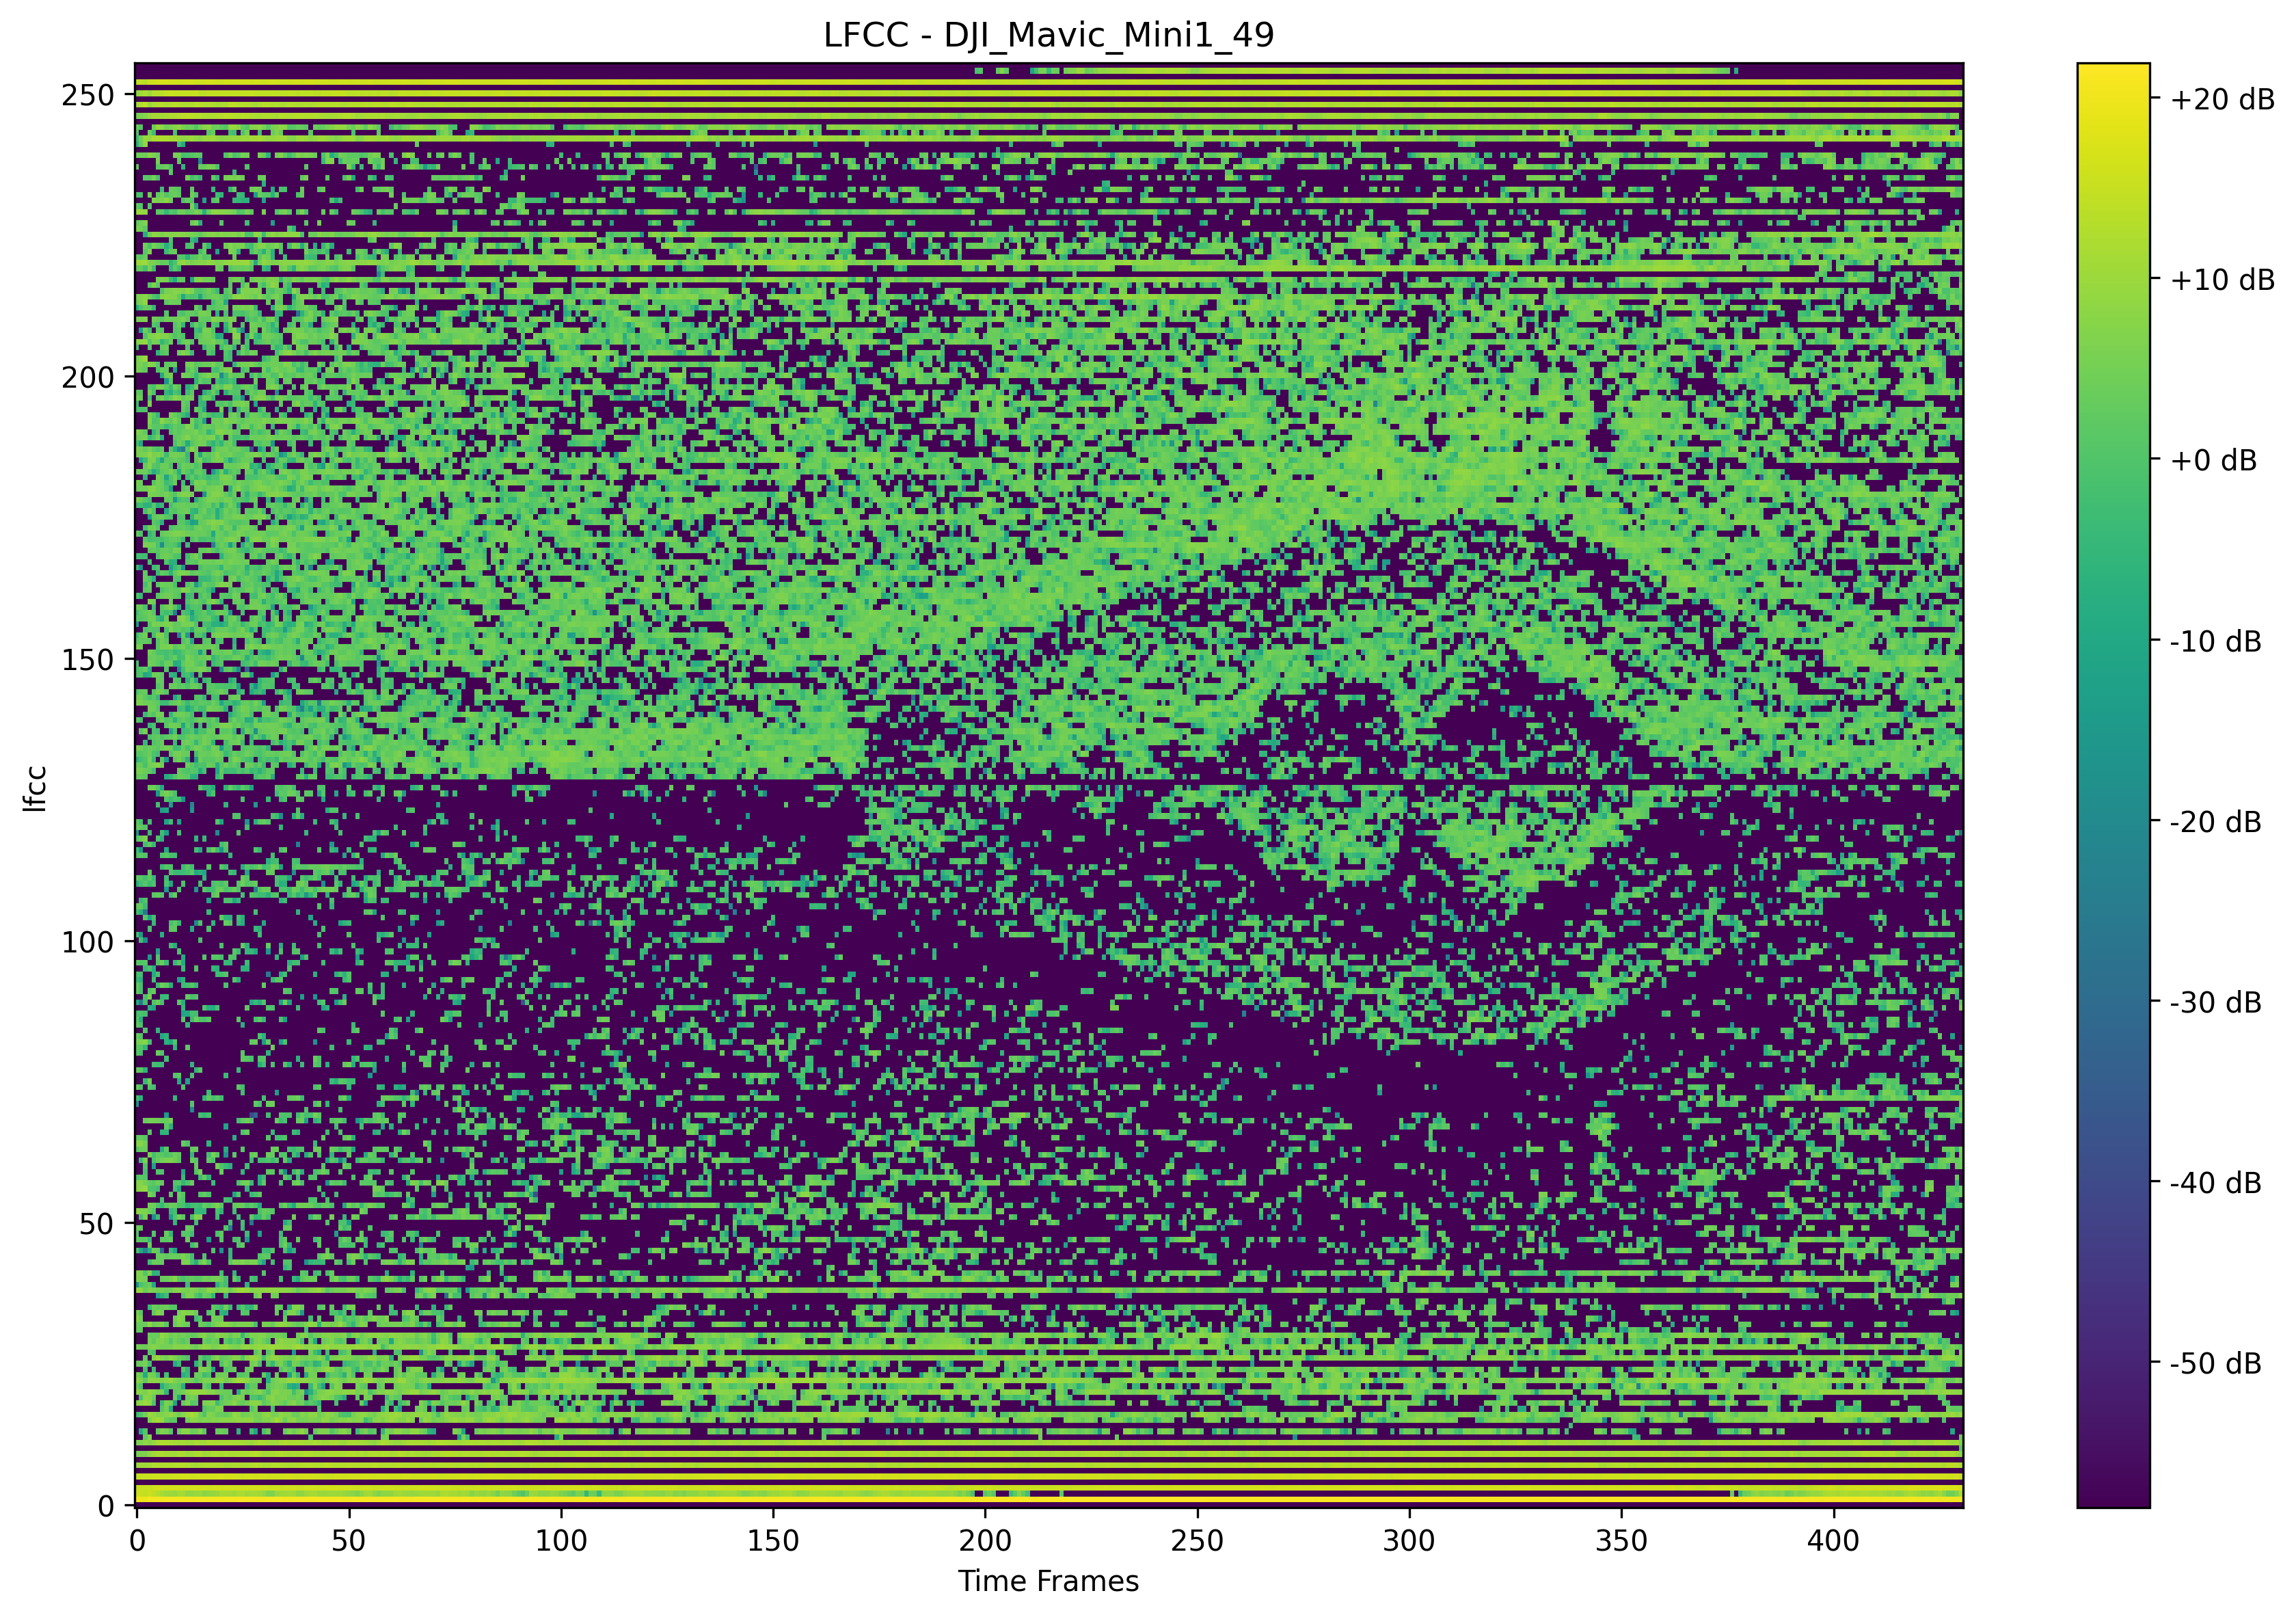 LFCC - DJI_Mavic_Mini1_49
250
200
150
100
50
0
lfcc
0 50 100 150 200 250 300 350 400
Time Frames
+20 dB
+10 dB
+0 dB
-10 dB
-20 dB
-30 dB
-40 dB
-50 dB